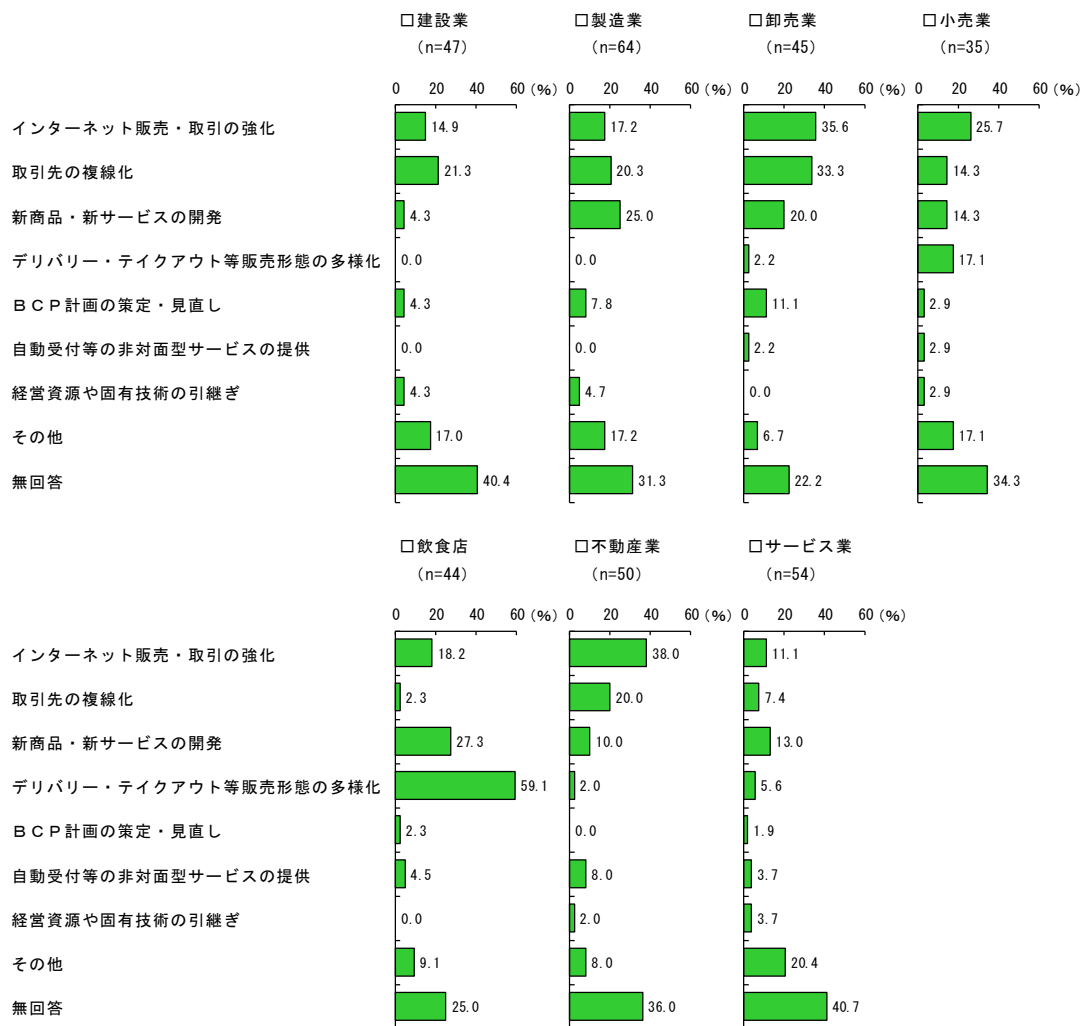 □建設業 □製造業 □卸売業 □小売業
(n=47) (n=64) (n=45) (n=35)
0 20 40 60 (%) 0 20 40 60 (%) 0 20 40 60 (%) 0 20 40 60 (%)
インターネット販売・取引の強化 14.9 17.2 35.6 25.7
取引先の複線化 21.3 20.3 33.3 14.3
新商品・新サービスの開発 4.3 25.0 20.0 14.3
デリバリー・テイクアウト等販売形態の多様化 0.0 0.0 2.2 17.1
BCP計画の策定・見直し 4.3 7.8 11.1 2.9
自動受付等の非対面型サービスの提供 0.0 0.0 2.2 2.9
経営資源や固有技術の引継ぎ 4.3 4.7 0.0 2.9
その他 17.0 17.2 6.7 17.1
無回答 40.4 31.3 22.2 34.3
□飲食店 □不動産業 □サービス業
(n=44) (n=50) (n=54)
0 20 40 60 (%) 0 20 40 60 (%) 0 20 40 60 (%)
インターネット販売・取引の強化 18.2 38.0 11.1
取引先の複線化 2.3 20.0 7.4
新商品・新サービスの開発 27.3 10.0 13.0
デリバリー・テイクアウト等販売形態の多様化 59.1 2.0 5.6
BCP計画の策定・見直し 2.3 0.0 1.9
自動受付等の非対面型サービスの提供 4.5 8.0 3.7
経営資源や固有技術の引継ぎ 0.0 2.0 3.7
その他 9.1 8.0 20.4
無回答 25.0 36.0 40.7